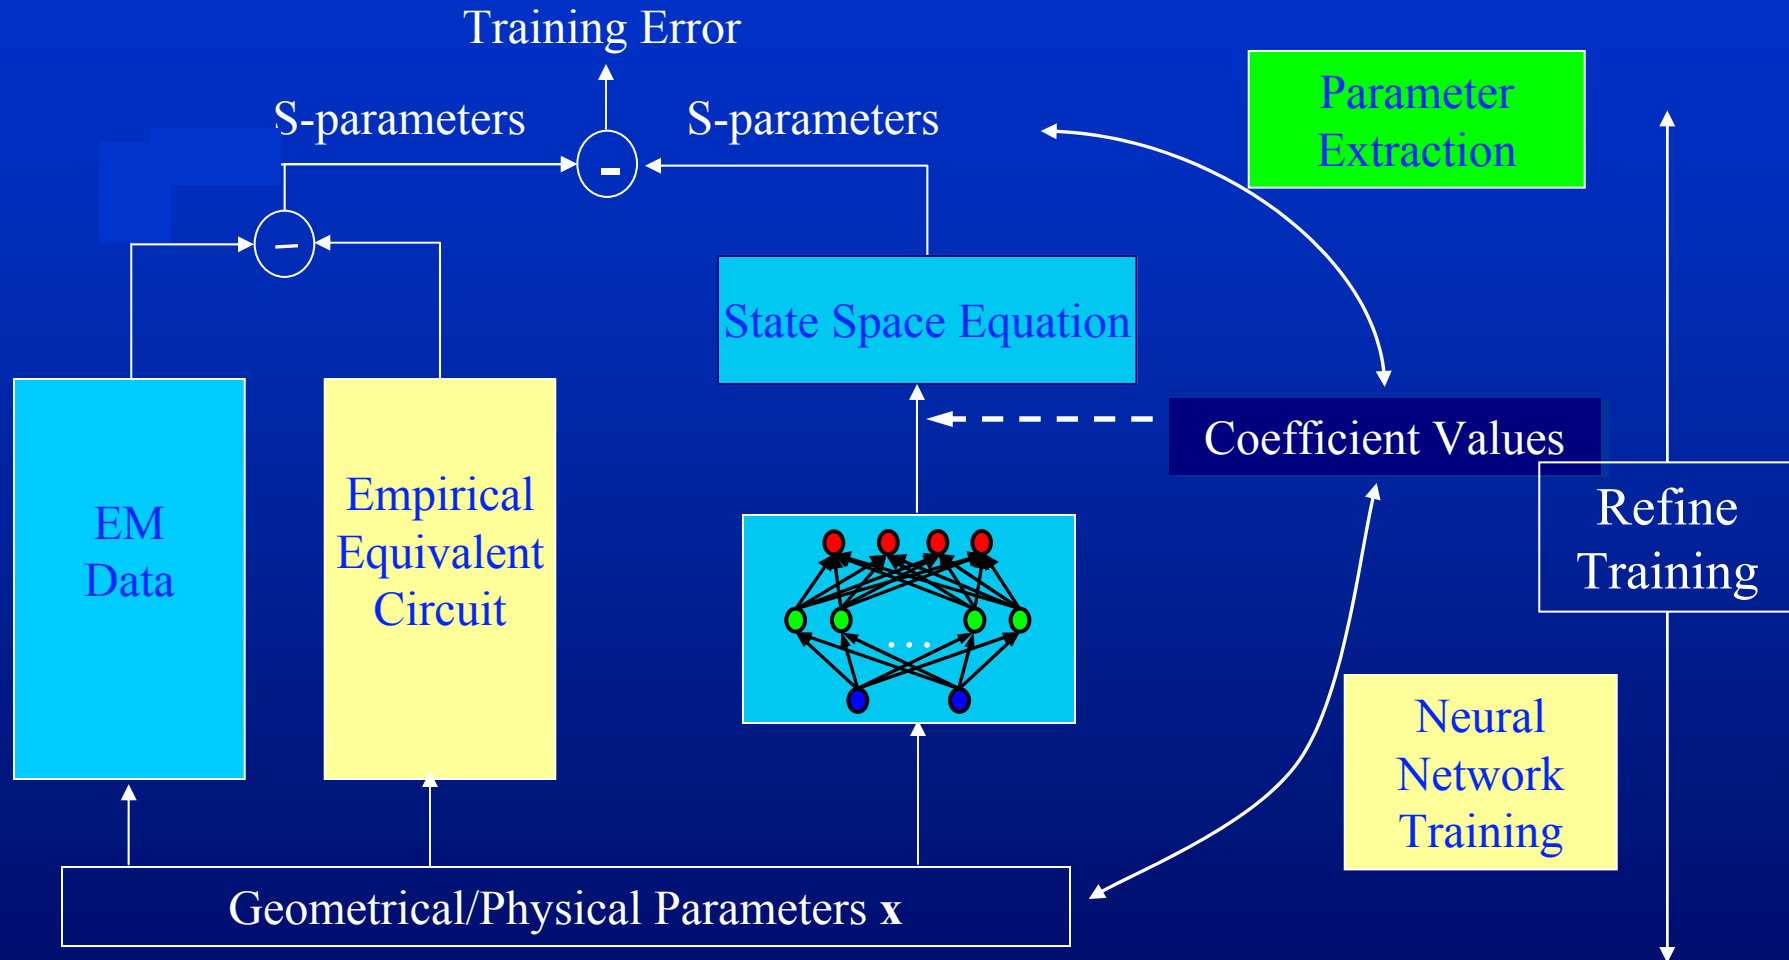 Training Error
S-parameters
S-parameters
-
–
Parameter
Extraction
State Space Equation
Coefficient Values
EM
Data
Empirical
Equivalent
Circuit
. . .
Refine
Training
Neural
Network
Training
Geometrical/Physical Parameters x